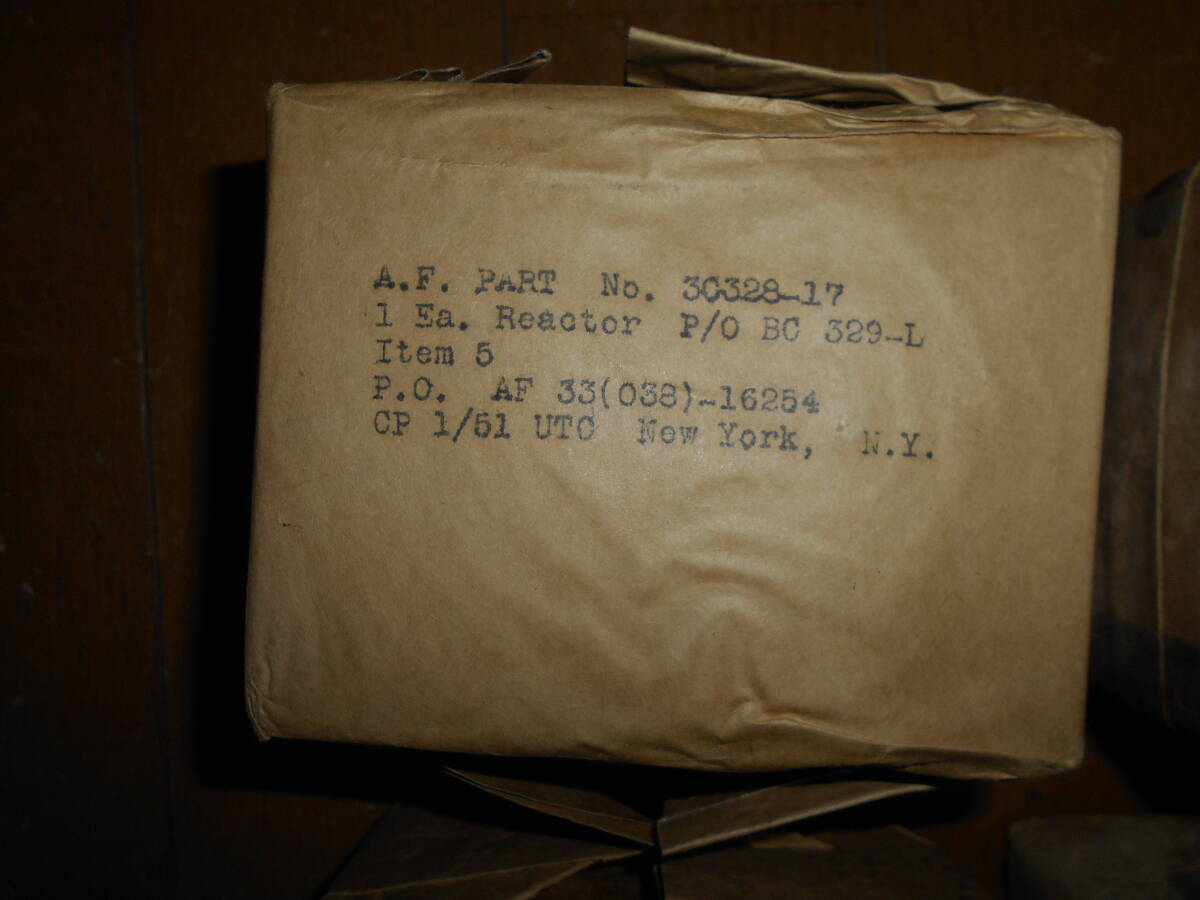 A.F. PART No. 3C328-17
1 Ea. Reactor P/O BC 329-L
Item 5
P.O. AF 33(038)-16254
CP 1/51 UTC New York, N.Y.